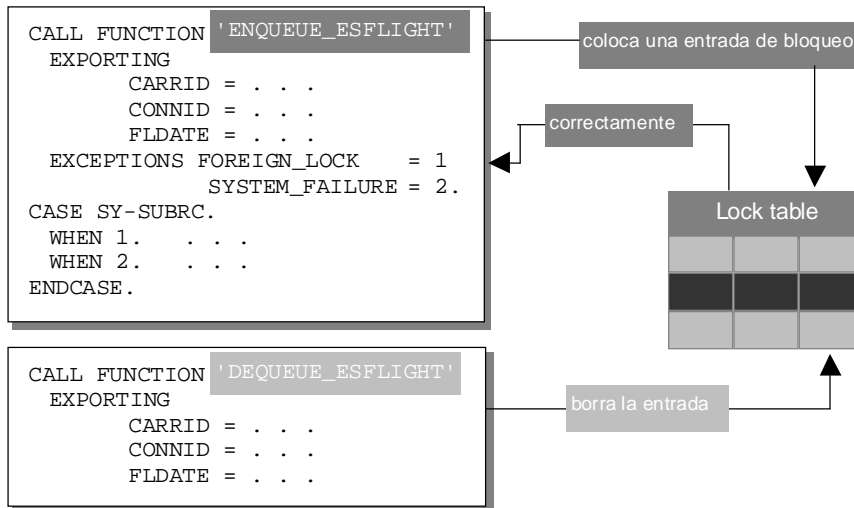 CALL FUNCTION 'ENQUEUE_ESFLIGHT'
EXPORTING
CARRID = . . .
CONNID = . . .
FLDATE = . . .
EXCEPTIONS FOREIGN_LOCK = 1
SYSTEM_FAILURE = 2.
CASE SY-SUBRC.
WHEN 1. . . .
WHEN 2. . . .
ENDCASE.
coloca una entrada de bloqueo
correctamente
Lock table
CALL FUNCTION 'DEQUEUE_ESFLIGHT'
EXPORTING
CARRID = . . .
CONNID = . . .
FLDATE = . . .
borra la entrada